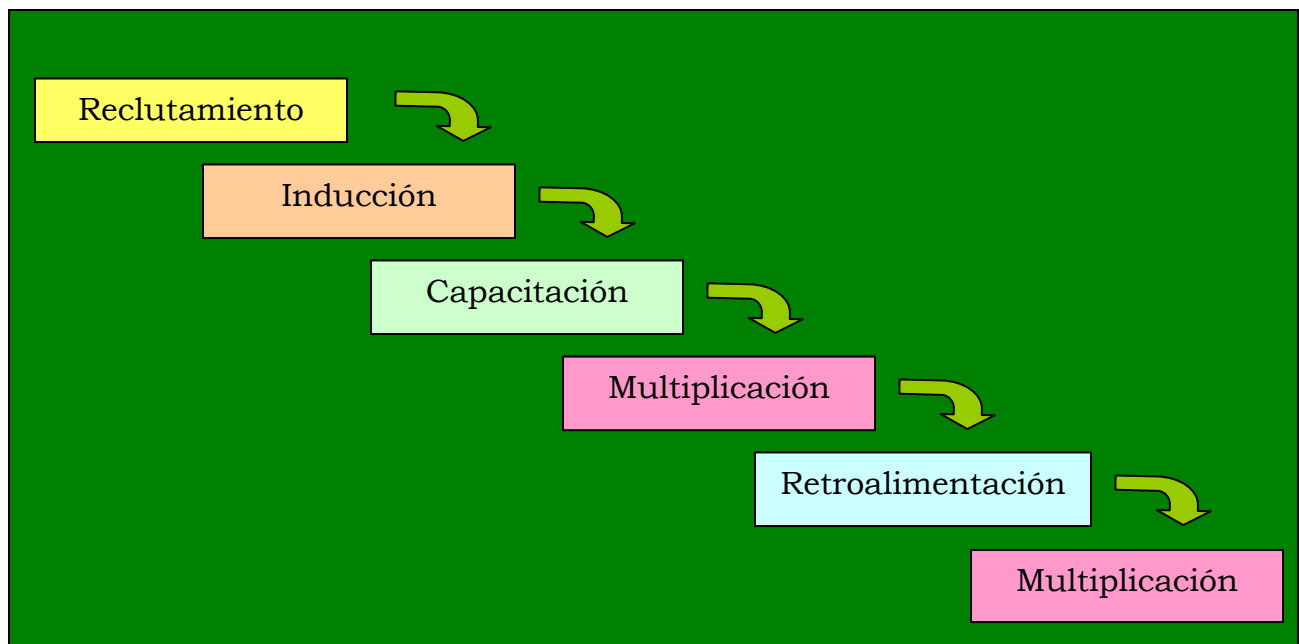 Reclutamiento
Inducción
Capacitación
Multiplicación
Retroalimentación
Multiplicación